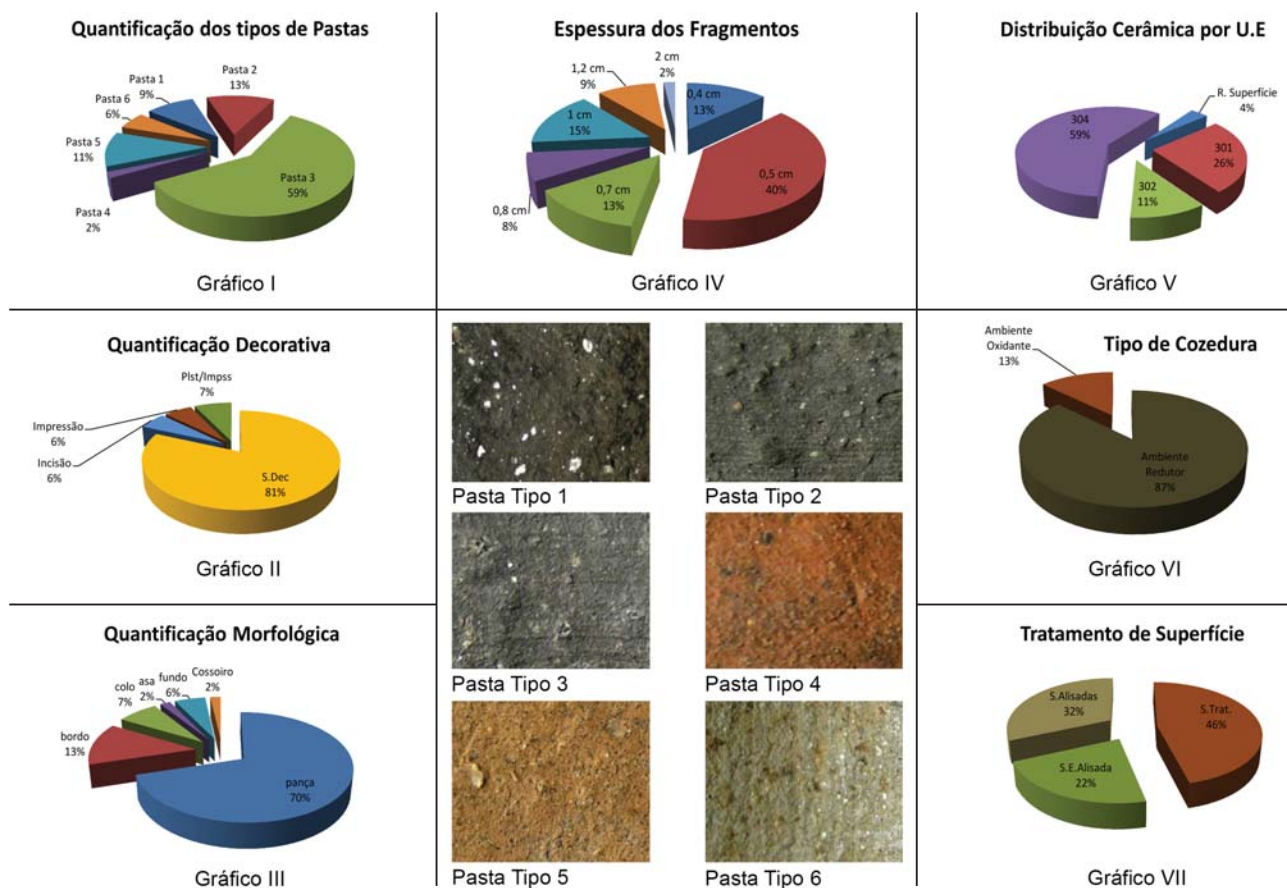 Quantificação dos tipos de Pastas
Pasta 1
9%
Pasta 2
13%
Pasta 6
6%
Pasta 5
11%
Pasta 3
59%
Pasta 4
2%
Gráfico I
Espessura dos Fragmentos
2 cm
2%
1,2 cm
9%
0,4 cm
13%
1 cm
15%
0,5 cm
40%
0,7 cm
13%
0,8 cm
8%
Gráfico IV
Distribuição Cerâmica por U.E
R. Superfície
4%
304
59%
301
26%
302
11%
Gráfico V
Quantificação Decorativa
Plst/Impss
7%
Impressão
6%
Incisão
6%
S.Dec
81%
Gráfico II
Pasta Tipo 1
Pasta Tipo 2
Pasta Tipo 3
Pasta Tipo 4
Pasta Tipo 5
Pasta Tipo 6
Tipo de Cozedura
Ambiente
Oxidante
13%
Ambiente
Redutor
87%
Gráfico VI
Quantificação Morfológica
Cossoiro
2%
fundo
6%
asa
2%
colo
7%
bordo
13%
pança
70%
Gráfico III
Tratamento de Superfície
S.Alisadas
32%
S.Trat.
46%
S.E.Alisada
22%
Gráfico VII